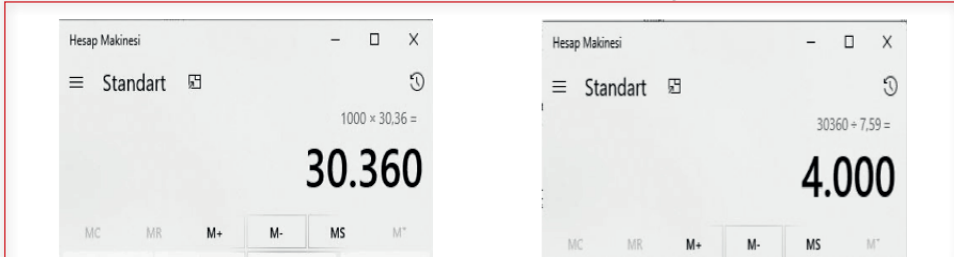 Hesap Makinesi
Standart
1000 × 30,36 =
30.360
MC MR M+ M- MS M˅
Hesap Makinesi
Standart
30360 ÷ 7,59 =
4.000
MC MR M+ M- MS M˅